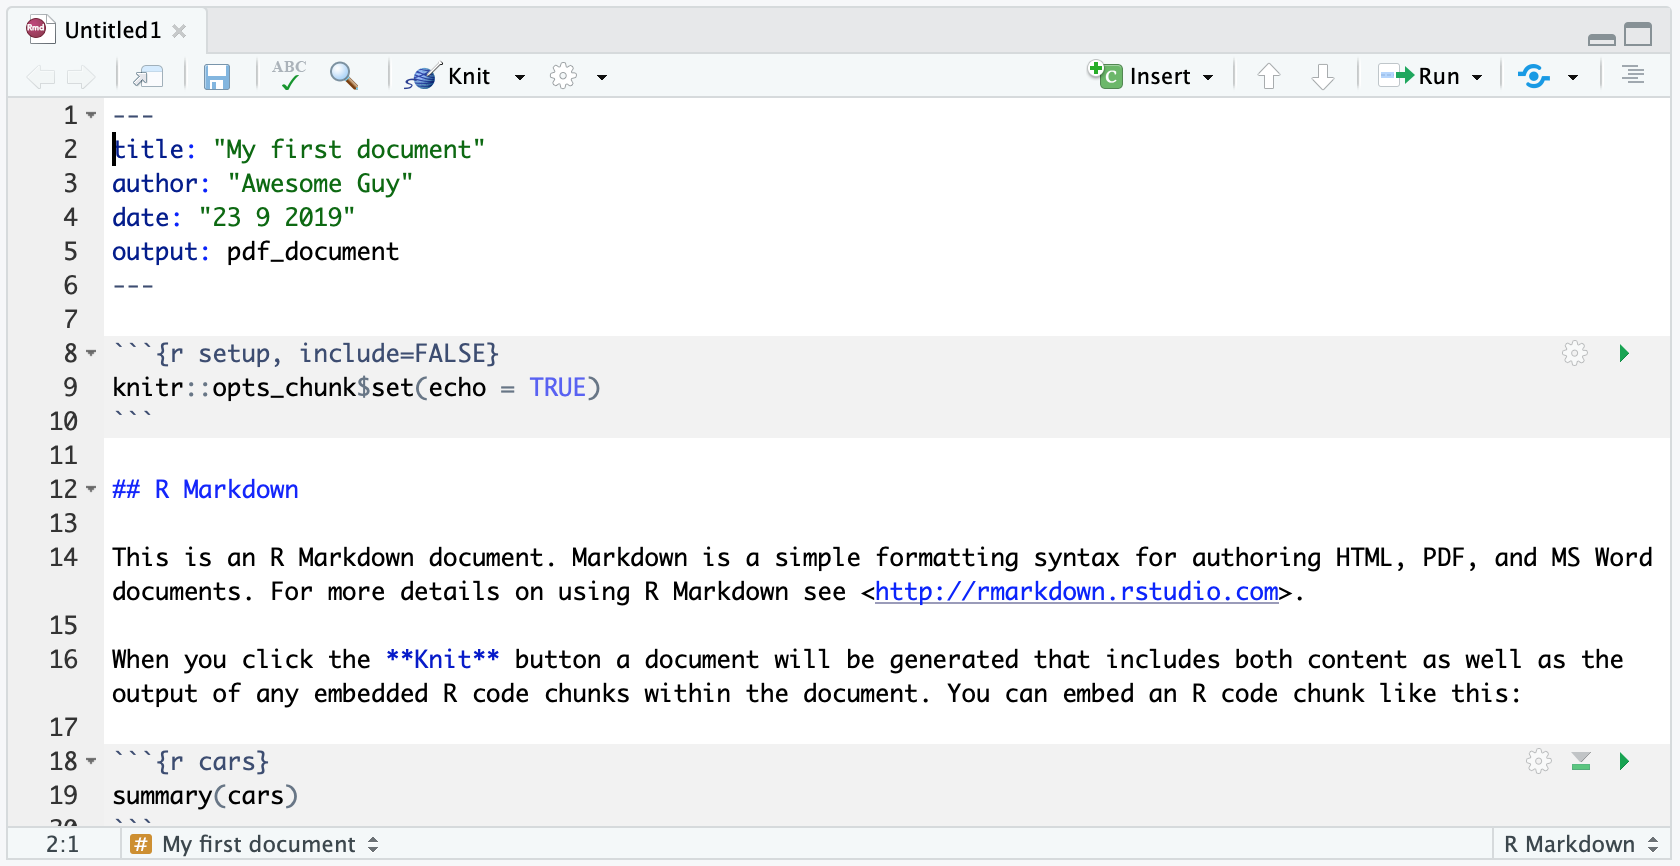 Rmd Untitled1
ABC Knit Insert Run
1 ---
2 title: "My first document"
3 author: "Awesome Guy"
4 date: "23 9 2019"
5 output: pdf_document
6 ---
7
8 ```{r setup, include=FALSE}
9 knitr::opts_chunk$set(echo = TRUE)
10 ```
11
12 ## R Markdown
13
14 This is an R Markdown document. Markdown is a simple formatting syntax for authoring HTML, PDF, and MS Word
documents. For more details on using R Markdown see <http://rmarkdown.rstudio.com>.
15
16 When you click the **Knit** button a document will be generated that includes both content as well as the
output of any embedded R code chunks within the document. You can embed an R code chunk like this:
17
18 ```{r cars}
19 summary(cars)
20 ```
2:1 # My first document R Markdown